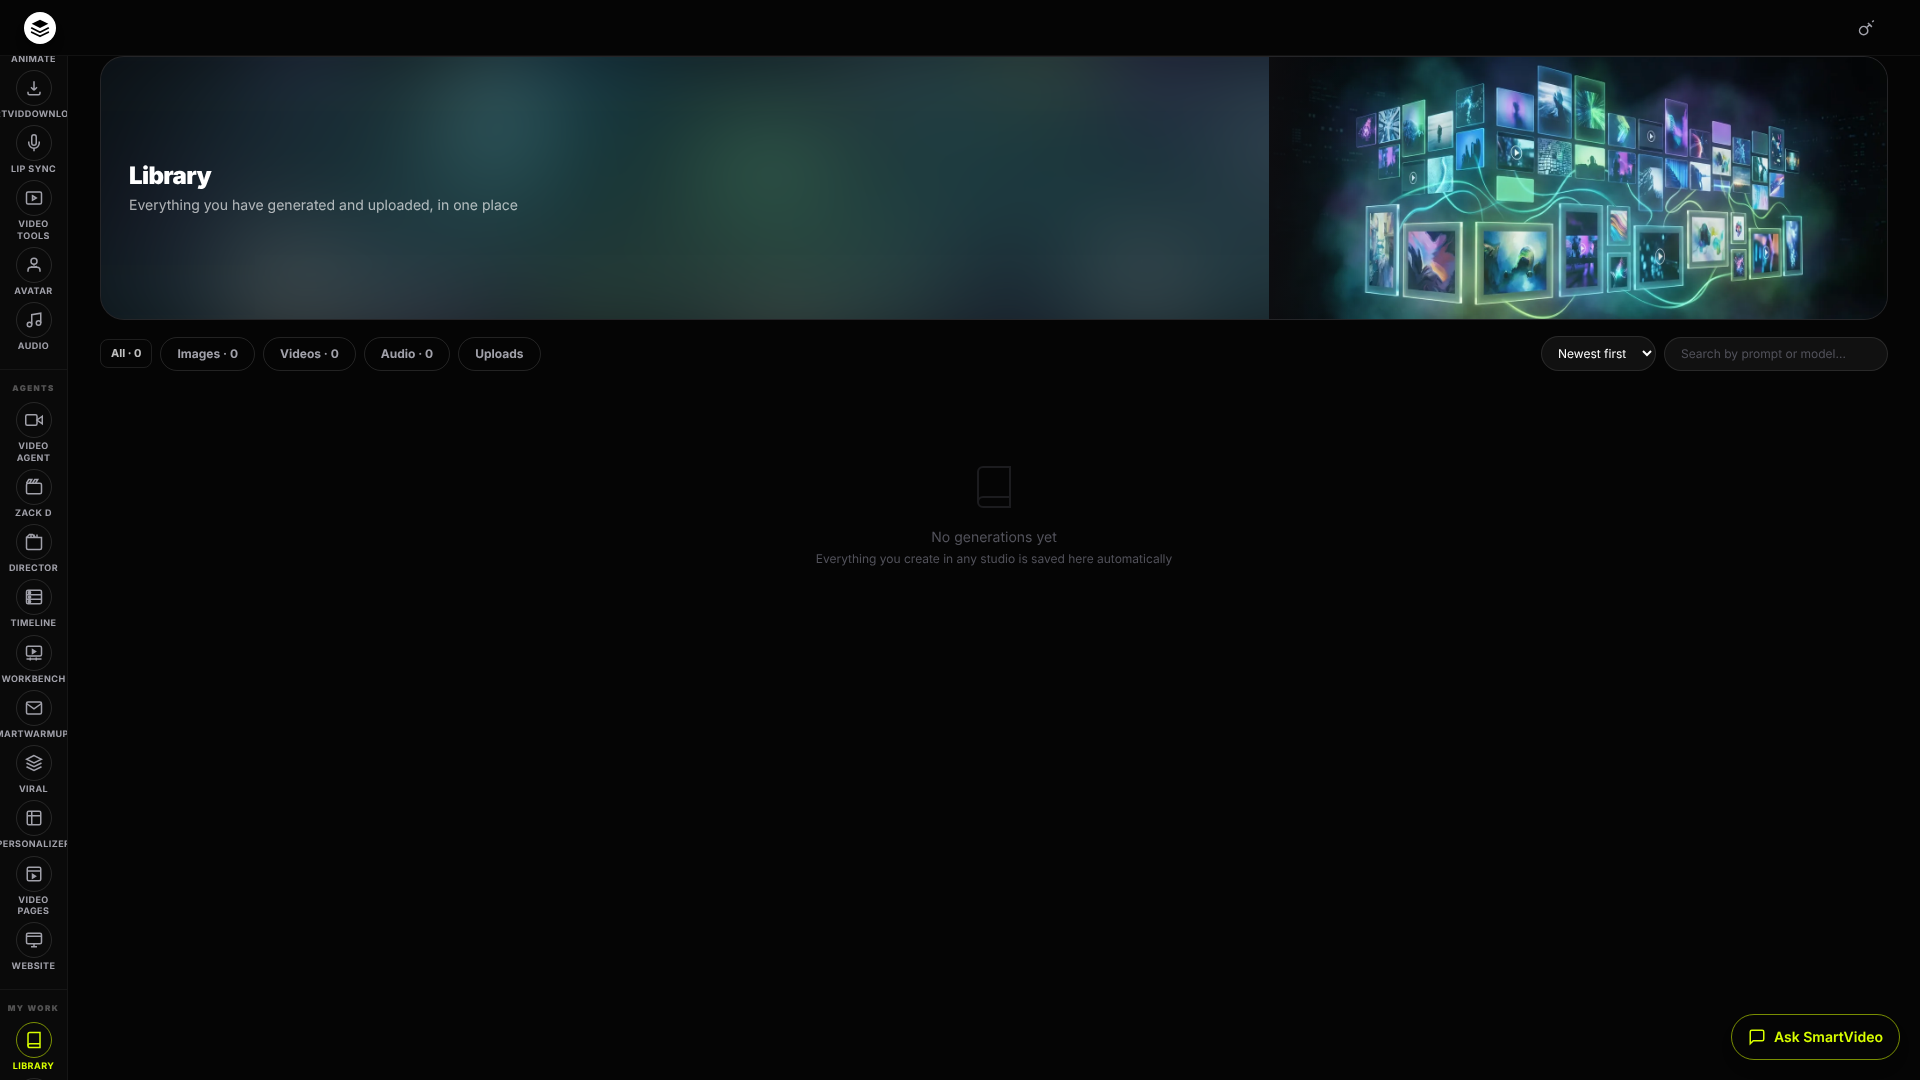 ANIMATE
TVIDDOWNLO
LIP SYNC
VIDEO
TOOLS
AVATAR
AUDIO
AGENTS
VIDEO
AGENT
ZACK D
DIRECTOR
TIMELINE
WORKBENCH
MARTWARMUP
VIRAL
PERSONALIZER
VIDEO
PAGES
WEBSITE
MY WORK
LIBRARY
Library
Everything you have generated and uploaded, in one place
All · 0
Images · 0
Videos · 0
Audio · 0
Uploads
Newest first
Search by prompt or model...
No generations yet
Everything you create in any studio is saved here automatically
Ask SmartVideo